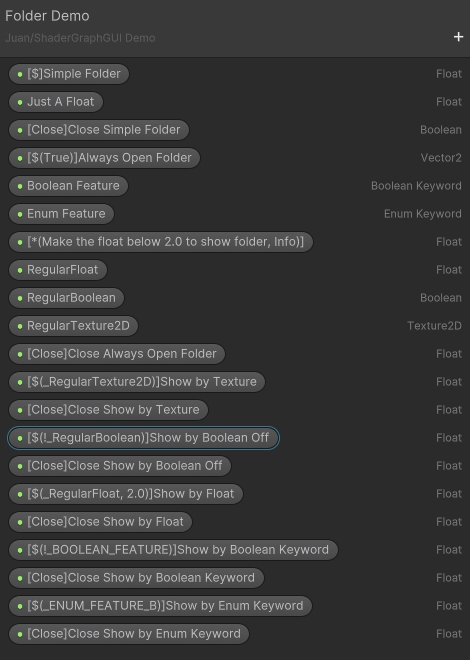 Folder Demo
Juan/ShaderGraphGUI Demo
+
[$]Simple Folder Float
Just A Float Float
[Close]Close Simple Folder Boolean
[$(True)]Always Open Folder Vector2
Boolean Feature Boolean Keyword
Enum Feature Enum Keyword
[*(Make the float below 2.0 to show folder, Info)] Float
RegularFloat Float
RegularBoolean Boolean
RegularTexture2D Texture2D
[Close]Close Always Open Folder Float
[$(_RegularTexture2D)]Show by Texture Float
[Close]Close Show by Texture Float
[$(!_RegularBoolean)]Show by Boolean Off Float
[Close]Close Show by Boolean Off Float
[$(_RegularFloat, 2.0)]Show by Float Float
[Close]Close Show by Float Float
[$(!_BOOLEAN_FEATURE)]Show by Boolean Keyword Float
[Close]Close Show by Boolean Keyword Float
[$(_ENUM_FEATURE_B)]Show by Enum Keyword Float
[Close]Close Show by Enum Keyword Float